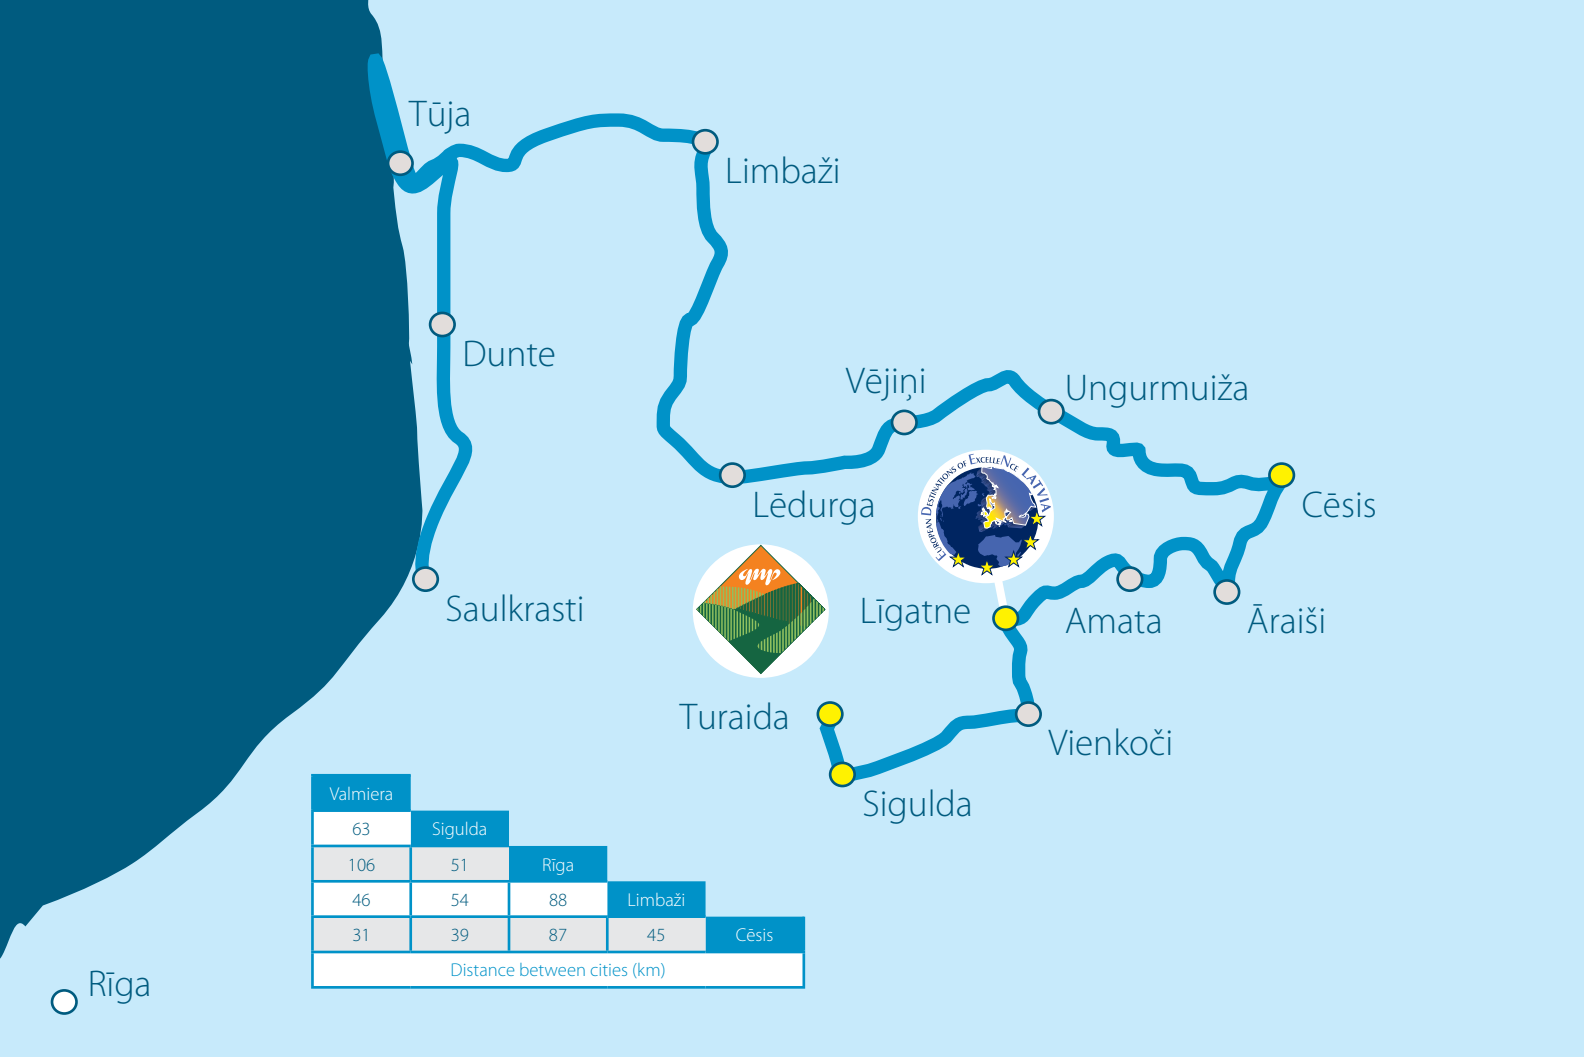 Tūja
Limbaži
Dunte
Vējiņi
Ungurmuiža
EUROPEAN DESTINATIONS OF EXCELLENCE LATVIA
Lēdurga
Cēsis
qnp
Saulkrasti
Līgatne
Amata
Āraiši
Turaida
Vienkoči
Sigulda
Valmiera
63 Sigulda
106 51 Rīga
46 54 88 Limbaži
31 39 87 45 Cēsis
Distance between cities (km)
Rīga